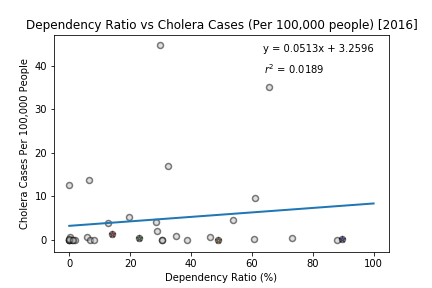 Dependency Ratio vs Cholera Cases (Per 100,000 people) [2016]
y = 0.0513x + 3.2596
r² = 0.0189
Cholera Cases Per 100,000 People
40
30
20
10
0
0 20 40 60 80 100
Dependency Ratio (%)